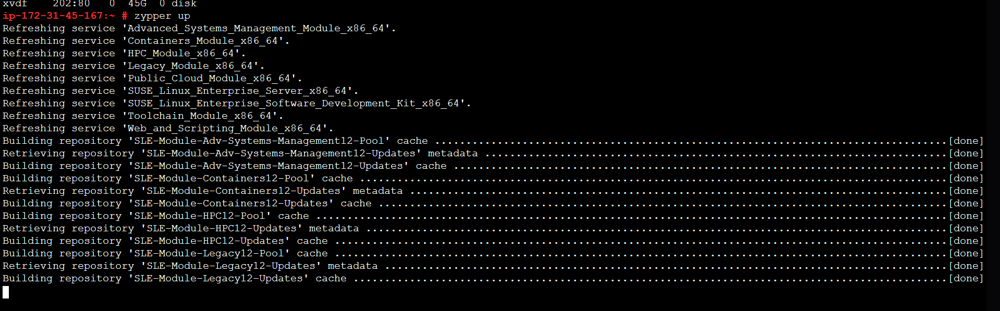 xvdf    202:80   0  45G  0 disk
ip-172-31-45-167:~ # zypper up
Refreshing service 'Advanced_Systems_Management_Module_x86_64'.
Refreshing service 'Containers_Module_x86_64'.
Refreshing service 'HPC_Module_x86_64'.
Refreshing service 'Legacy_Module_x86_64'.
Refreshing service 'Public_Cloud_Module_x86_64'.
Refreshing service 'SUSE_Linux_Enterprise_Server_x86_64'.
Refreshing service 'SUSE_Linux_Enterprise_Software_Development_Kit_x86_64'.
Refreshing service 'Toolchain_Module_x86_64'.
Refreshing service 'Web_and_Scripting_Module_x86_64'.
Building repository 'SLE-Module-Adv-Systems-Management12-Pool' cache ..................................................................................[done]
Retrieving repository 'SLE-Module-Adv-Systems-Management12-Updates' metadata ..........................................................................[done]
Building repository 'SLE-Module-Adv-Systems-Management12-Updates' cache ...............................................................................[done]
Building repository 'SLE-Module-Containers12-Pool' cache ..............................................................................................[done]
Retrieving repository 'SLE-Module-Containers12-Updates' metadata ......................................................................................[done]
Building repository 'SLE-Module-Containers12-Updates' cache ...........................................................................................[done]
Building repository 'SLE-Module-HPC12-Pool' cache .....................................................................................................[done]
Retrieving repository 'SLE-Module-HPC12-Updates' metadata .............................................................................................[done]
Building repository 'SLE-Module-HPC12-Updates' cache ..................................................................................................[done]
Building repository 'SLE-Module-Legacy12-Pool' cache ..................................................................................................[done]
Retrieving repository 'SLE-Module-Legacy12-Updates' metadata ..........................................................................................[done]
Building repository 'SLE-Module-Legacy12-Updates' cache ...............................................................................................[done]